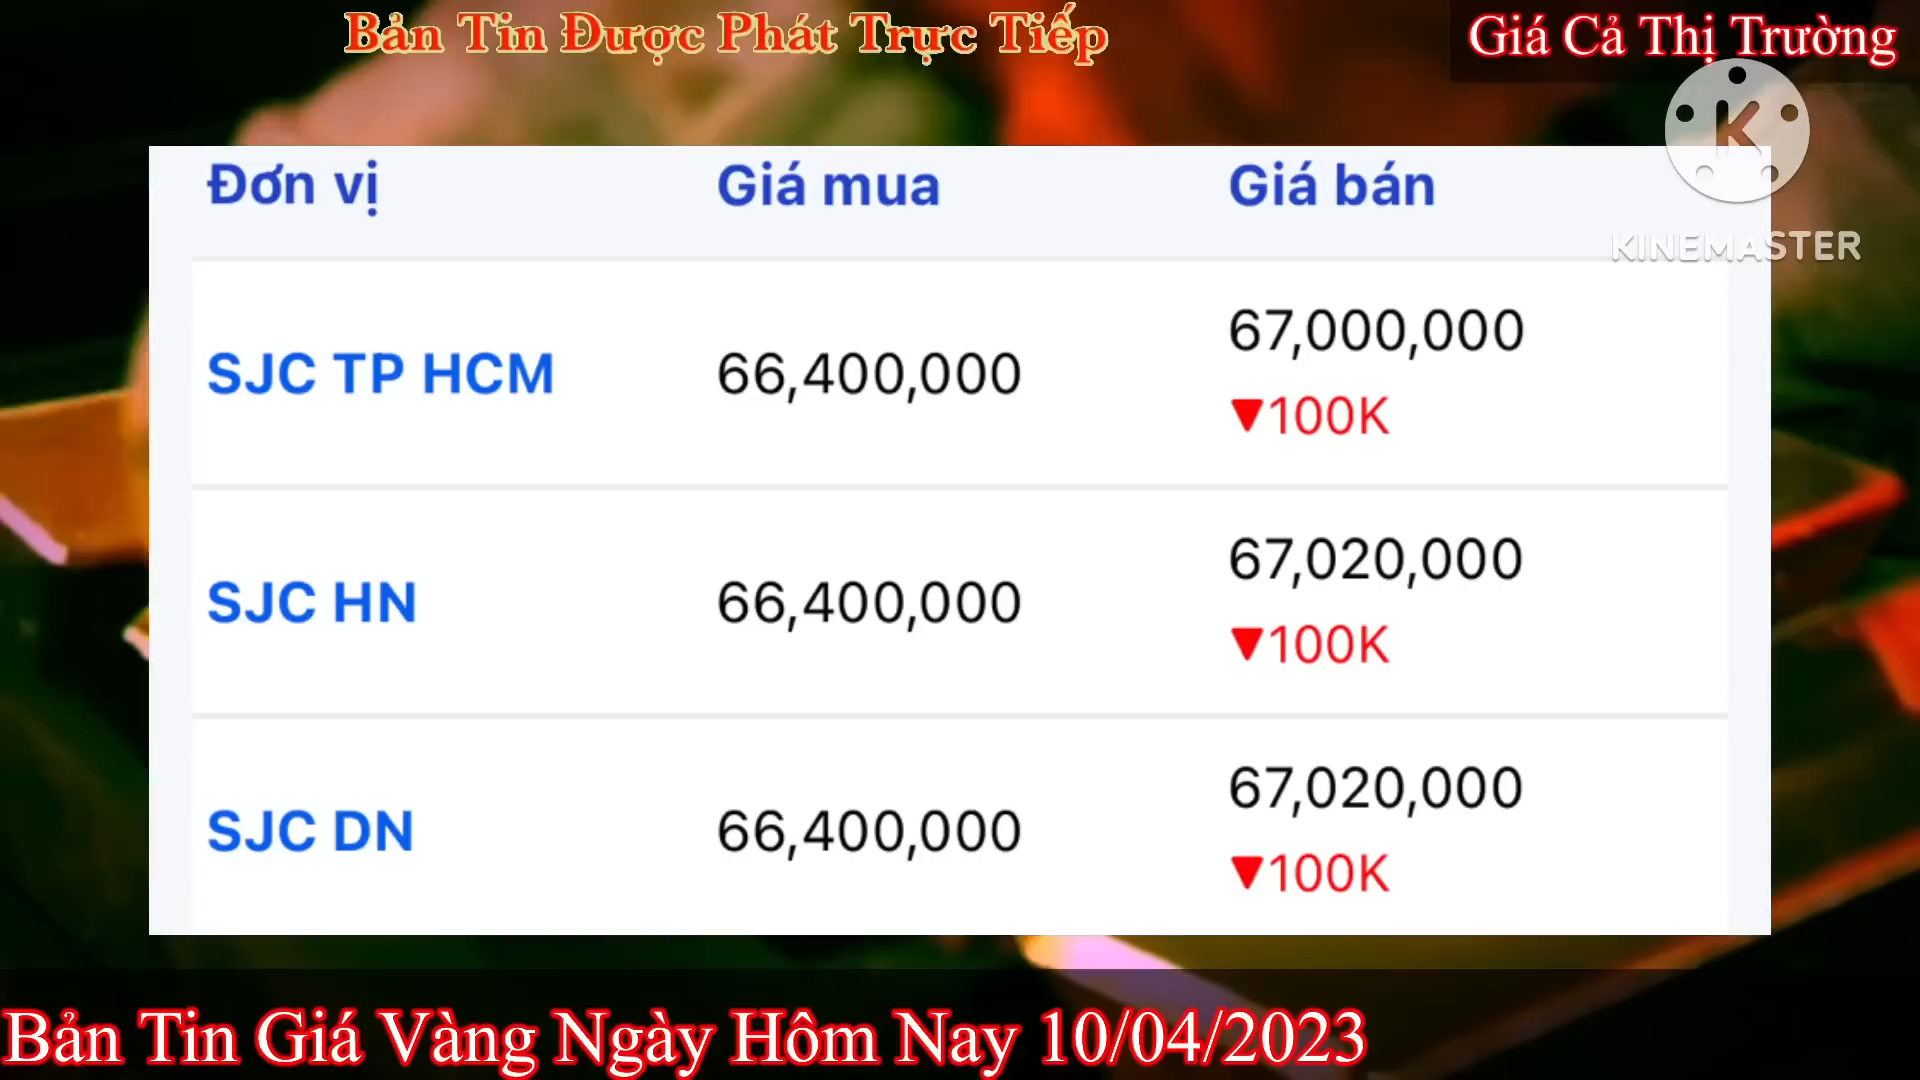 Bản Tin Được Phát Trực Tiếp
Giá Cả Thị Trường
K
KINEMASTER
Đơn vị Giá mua Giá bán
SJC TP HCM 66,400,000 67,000,000
▼100K
SJC HN 66,400,000 67,020,000
▼100K
SJC DN 66,400,000 67,020,000
▼100K
Bản Tin Giá Vàng Ngày Hôm Nay 10/04/2023